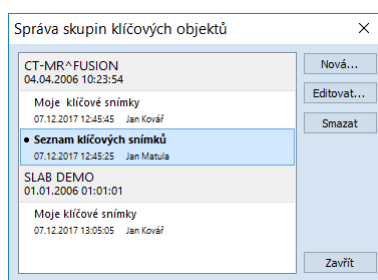 Správa skupin klíčových objektů
CT-MR^FUSION
04.04.2006 10:23:54
Moje klíčové snímky
07.12.2017 12:45:45 Jan Kovář
• Seznam klíčových snímků
07.12.2017 12:45:25 Jan Matula
SLAB DEMO
01.01.2006 01:01:01
Moje klíčové snímky
07.12.2017 13:05:05 Jan Kovář
Nová...
Editovat...
Smazat
Zavřít